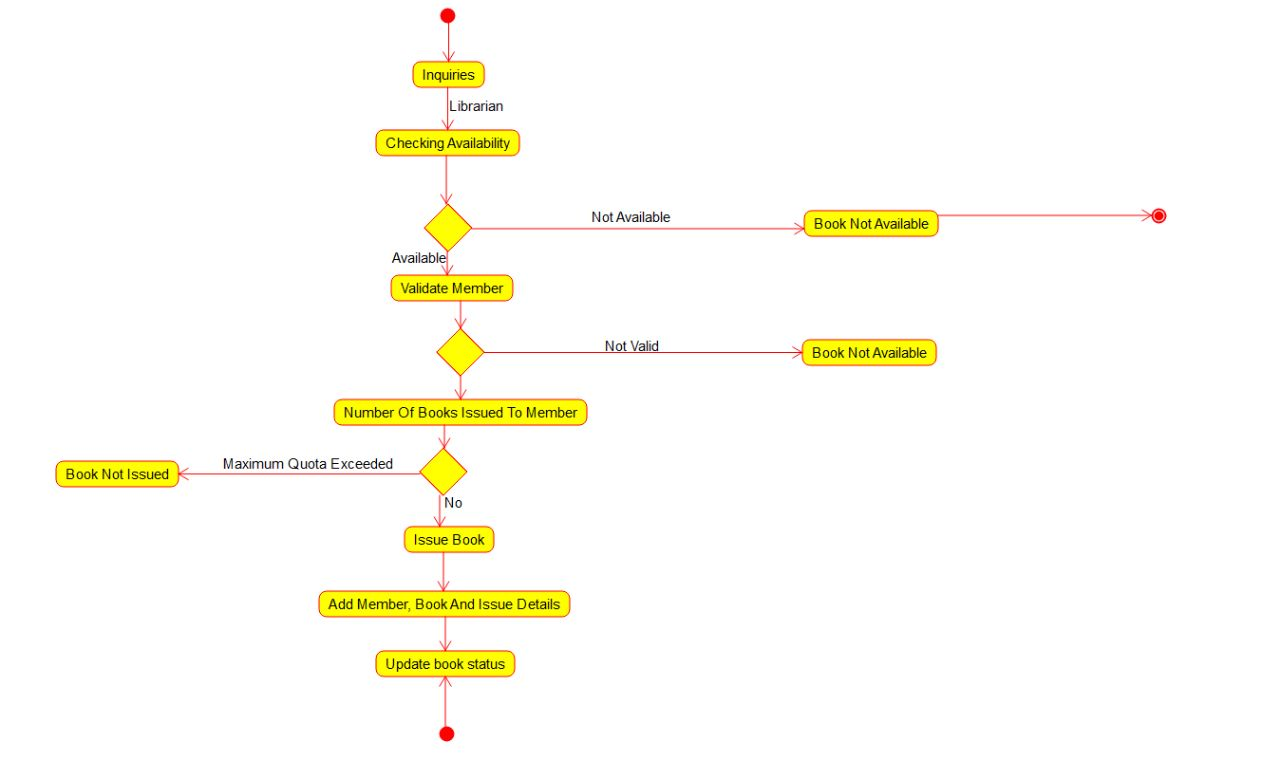 Inquiries
Librarian
Checking Availability
Not Available
Book Not Available
Available
Validate Member
Not Valid
Book Not Available
Number Of Books Issued To Member
Maximum Quota Exceeded
Book Not Issued
No
Issue Book
Add Member, Book And Issue Details
Update book status